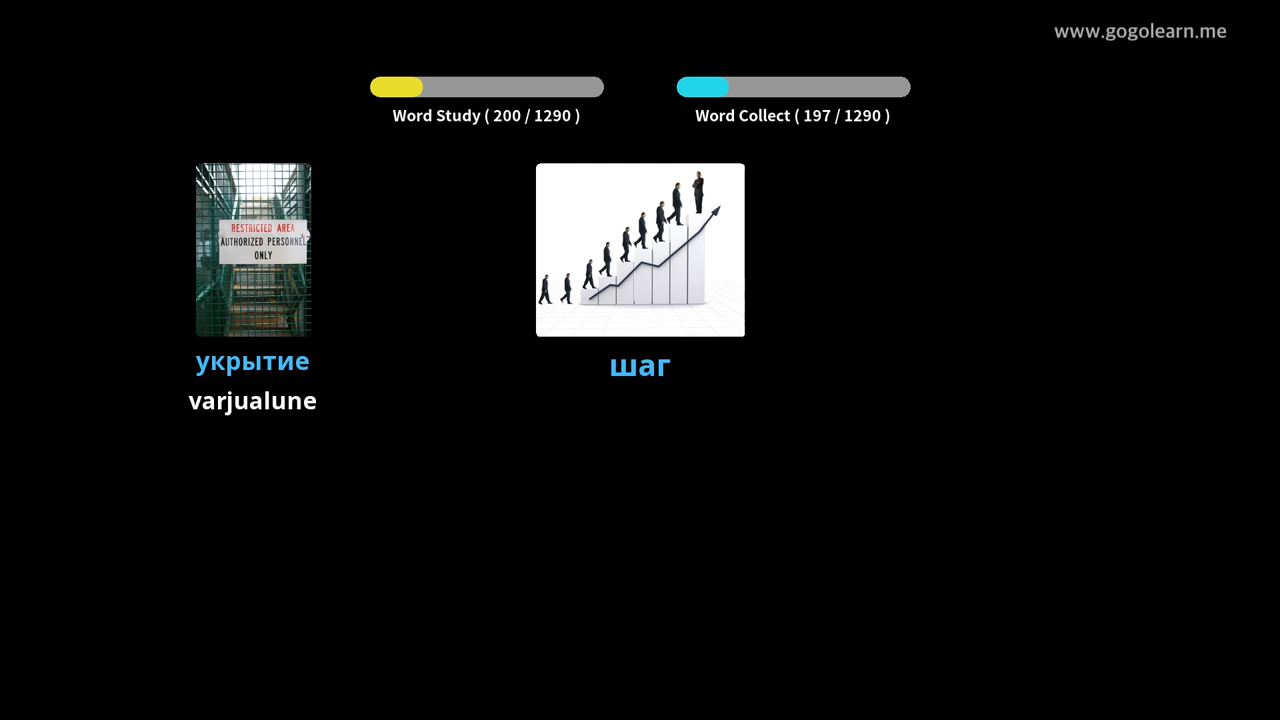 www.gogolearn.me
Word Study ( 200 / 1290 )
Word Collect ( 197 / 1290 )
RESTRICTED AREA
AUTHORIZED PERSONNEL
ONLY
укрытие
varjualune
шаг